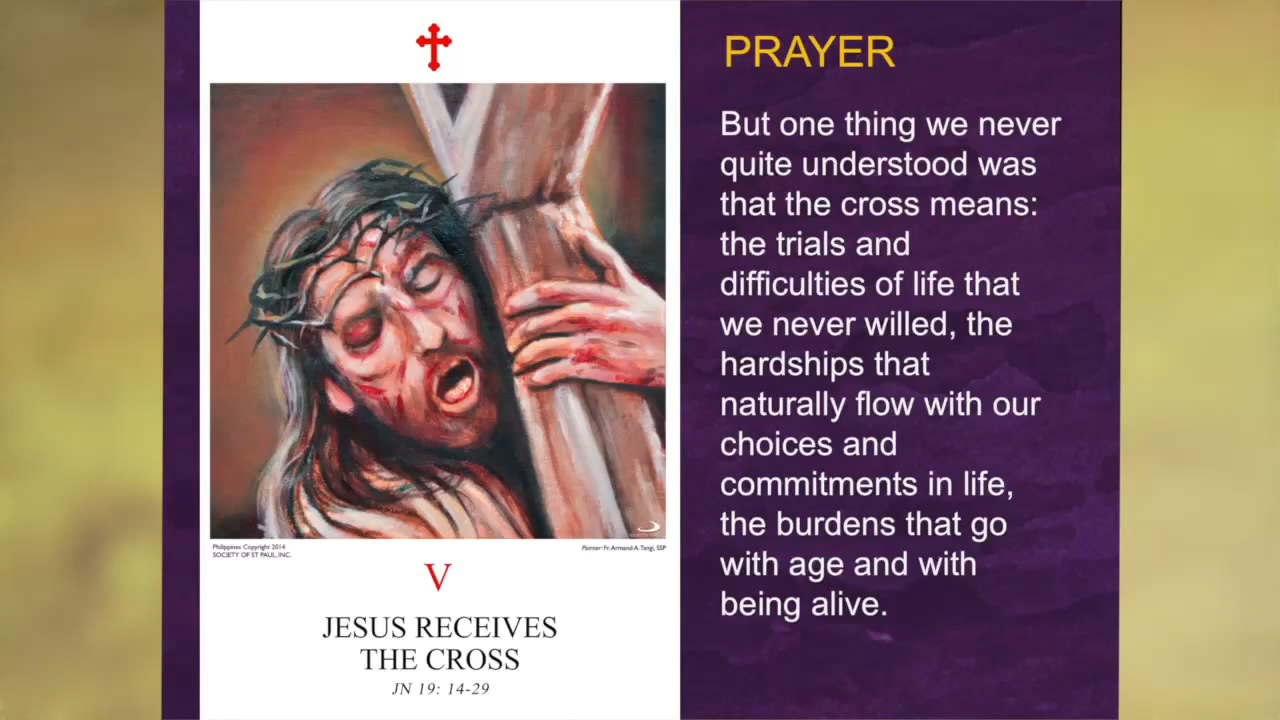 Philippines Copyright 2014
SOCIETY OF ST PAUL, INC.
Painter: Fr. Armand A. Tangi, SSP
V
JESUS RECEIVES
THE CROSS
JN 19: 14-29
PRAYER
But one thing we never
quite understood was
that the cross means:
the trials and
difficulties of life that
we never willed, the
hardships that
naturally flow with our
choices and
commitments in life,
the burdens that go
with age and with
being alive.